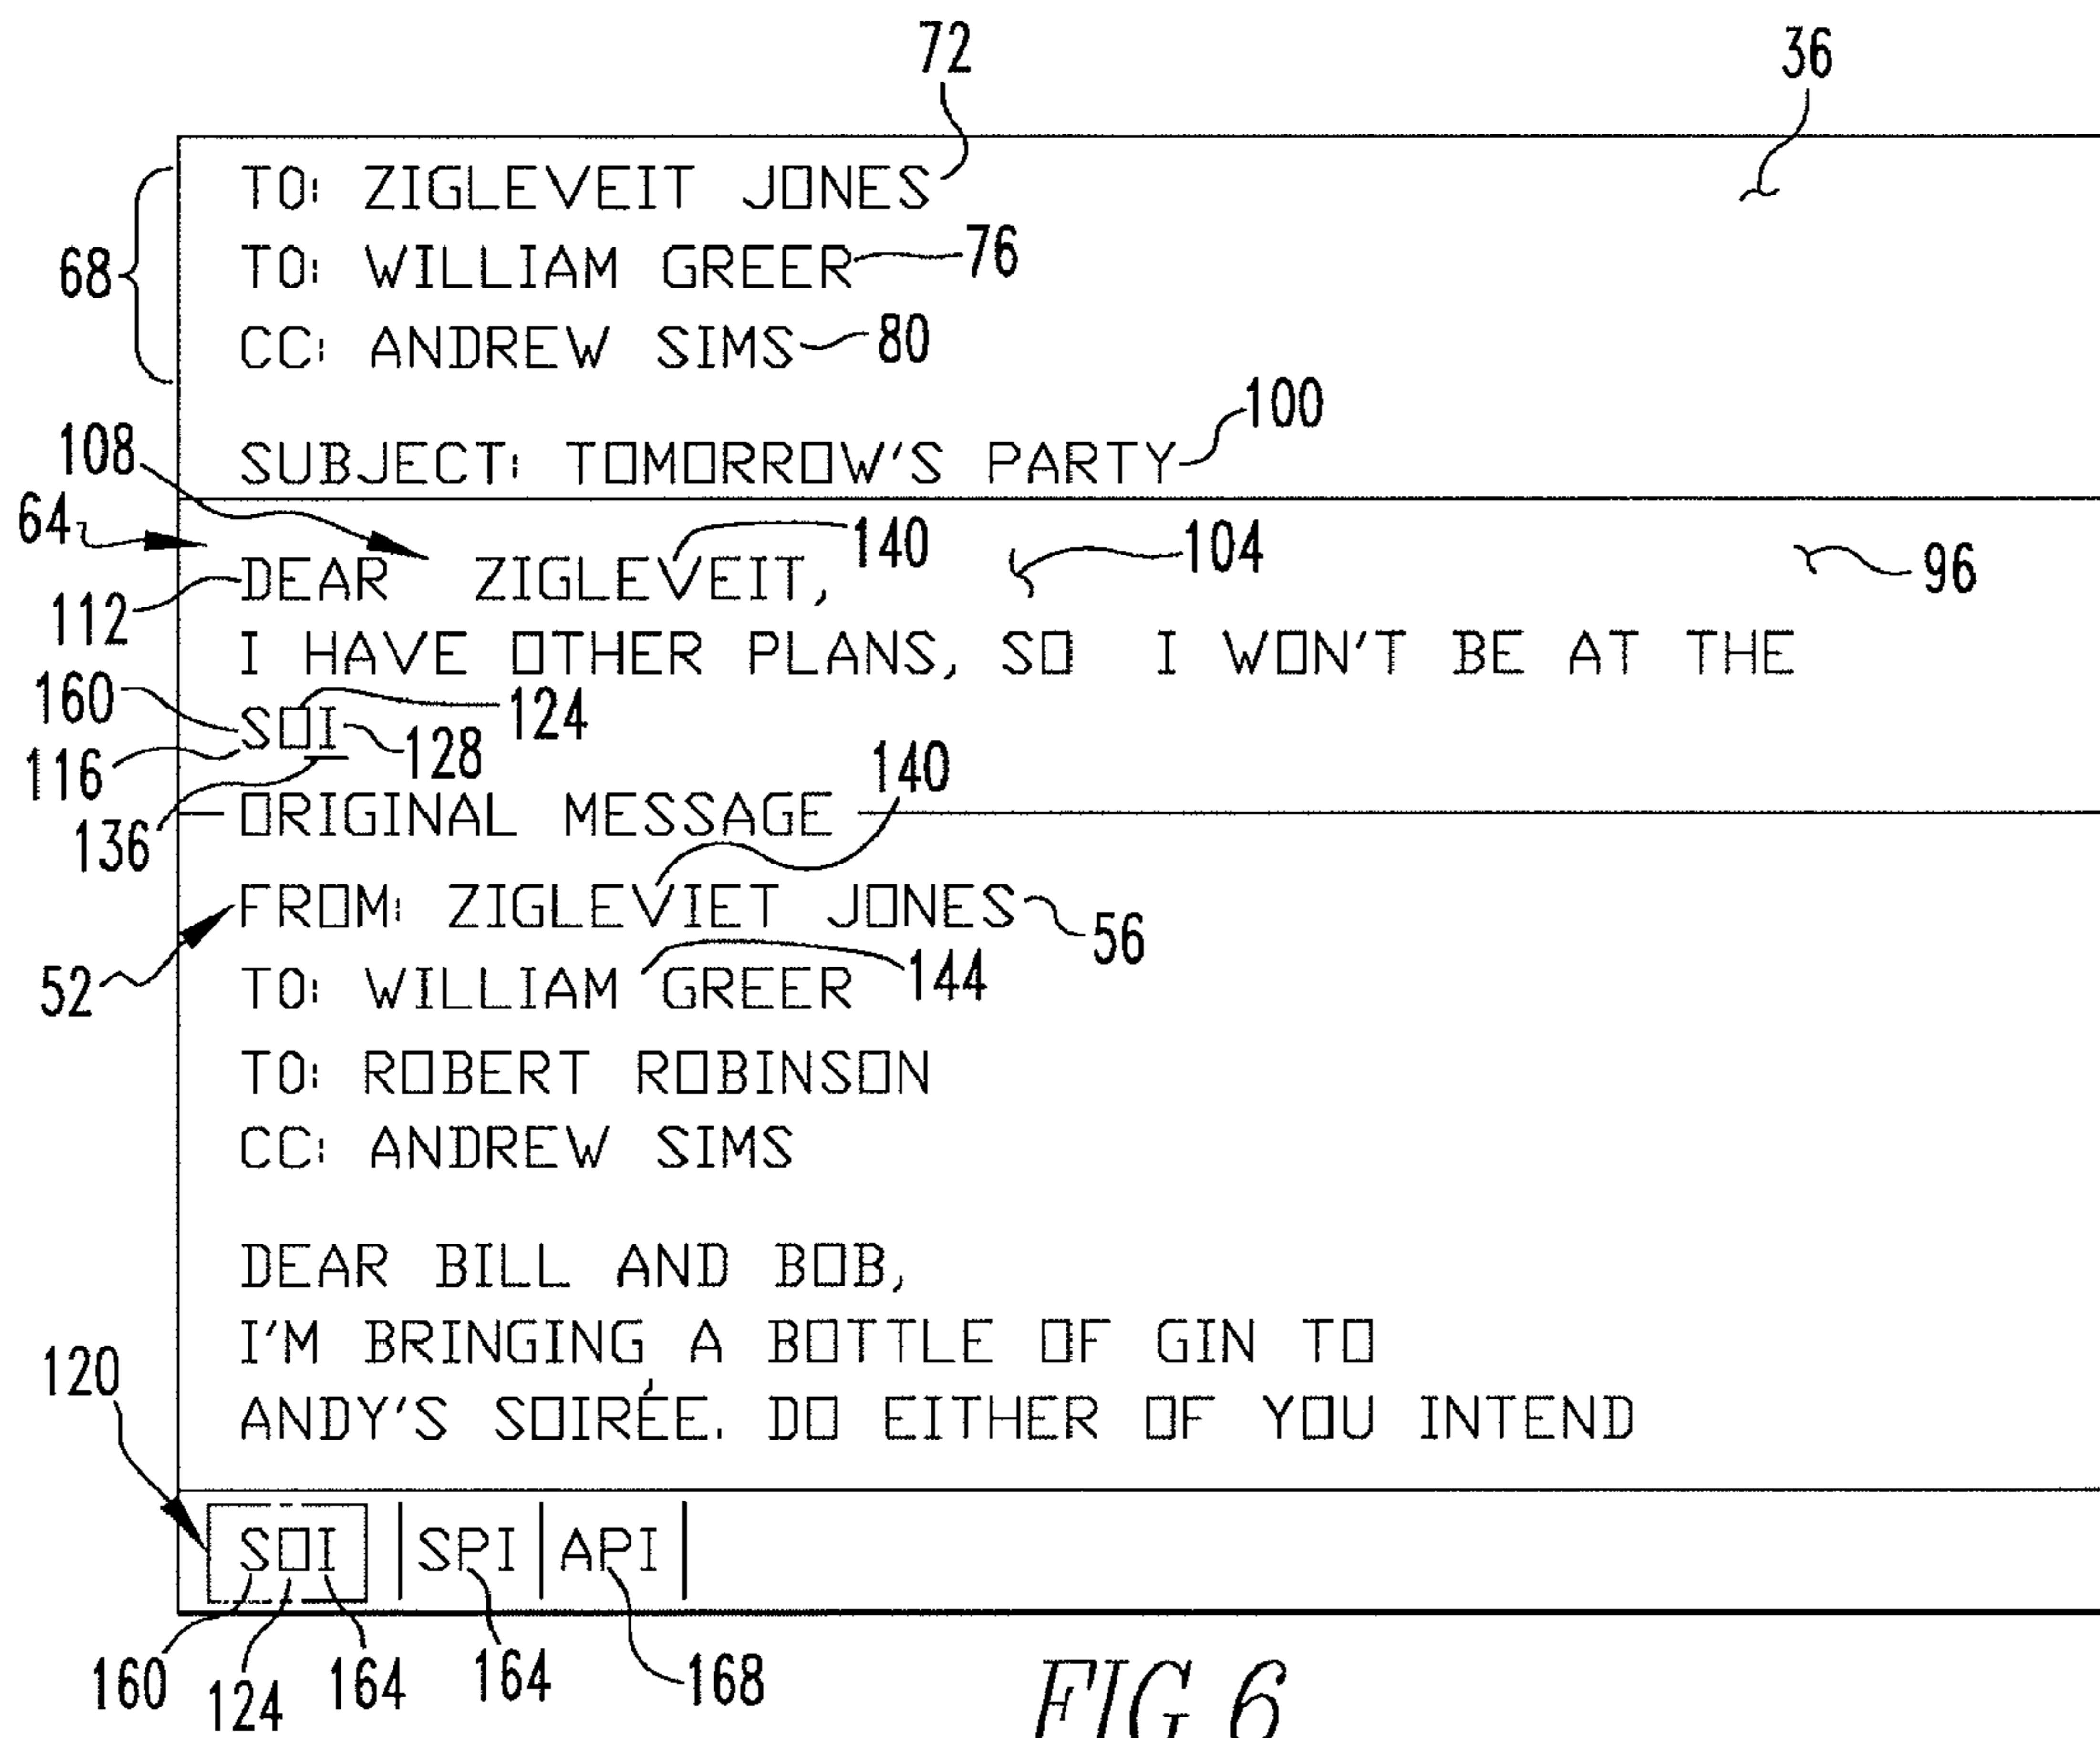 72 36
TO: ZIGLEVEIT JONES
68 TO: WILLIAM GREER 76
CC: ANDREW SIMS 80
100
108 SUBJECT: TOMORROW'S PARTY
64 140 104 96
DEAR ZIGLEVEIT,
112
I HAVE OTHER PLANS, SO I WON'T BE AT THE
160 124
SOI
116 128 140
136 ORIGINAL MESSAGE
FROM: ZIGLEVIET JONES 56
52 TO: WILLIAM GREER 144
TO: ROBERT ROBINSON
CC: ANDREW SIMS
DEAR BILL AND BOB,
I'M BRINGING A BOTTLE OF GIN TO
120
ANDY'S SOIRÉE. DO EITHER OF YOU INTEND
SOI SPI API
160 124 164 164 168
FIG. 6